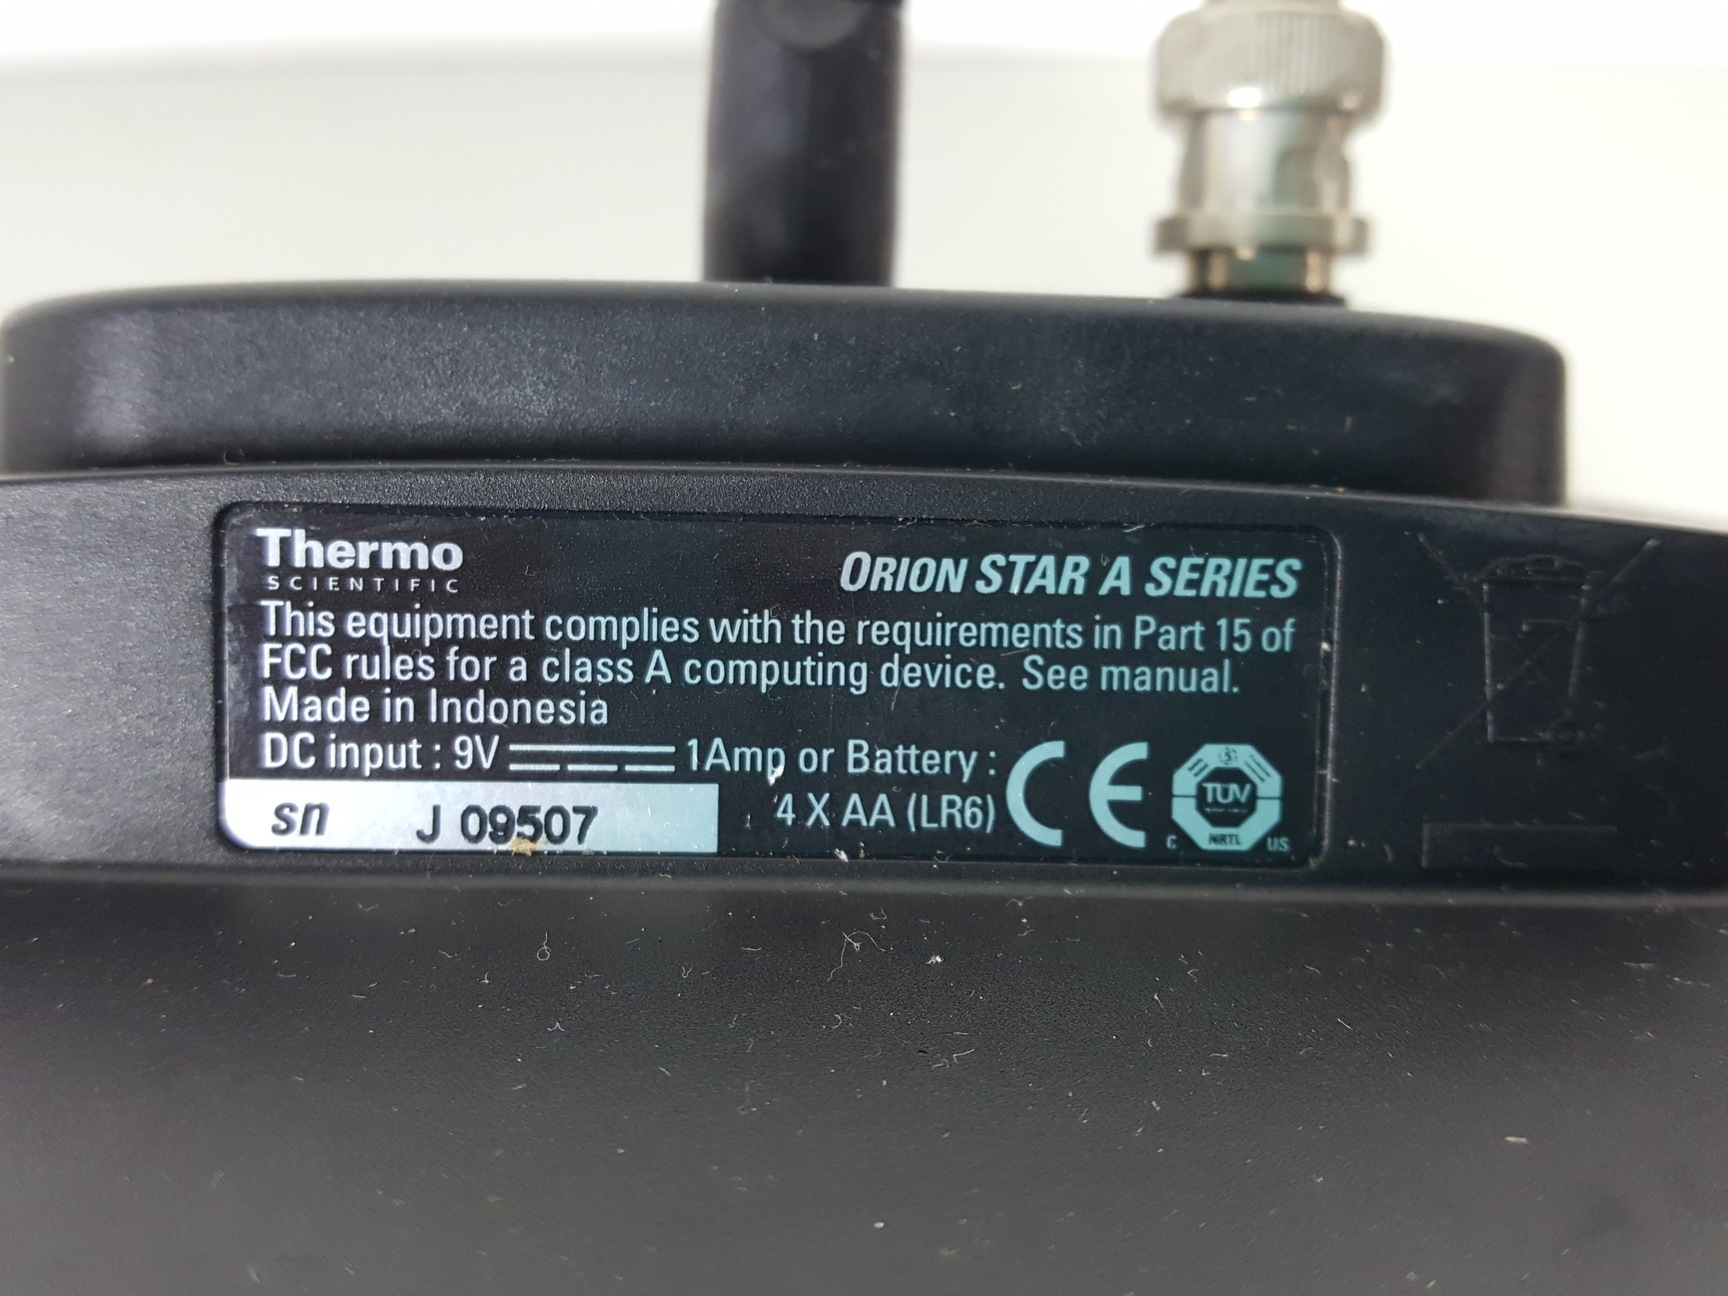 Thermo
SCIENTIFIC
ORION STAR A SERIES
This equipment complies with the requirements in Part 15 of
FCC rules for a class A computing device. See manual.
Made in Indonesia
DC input : 9V 1Amp or Battery :
4 X AA (LR6)
CE
sn J 09507
TUV
NRTL
C US